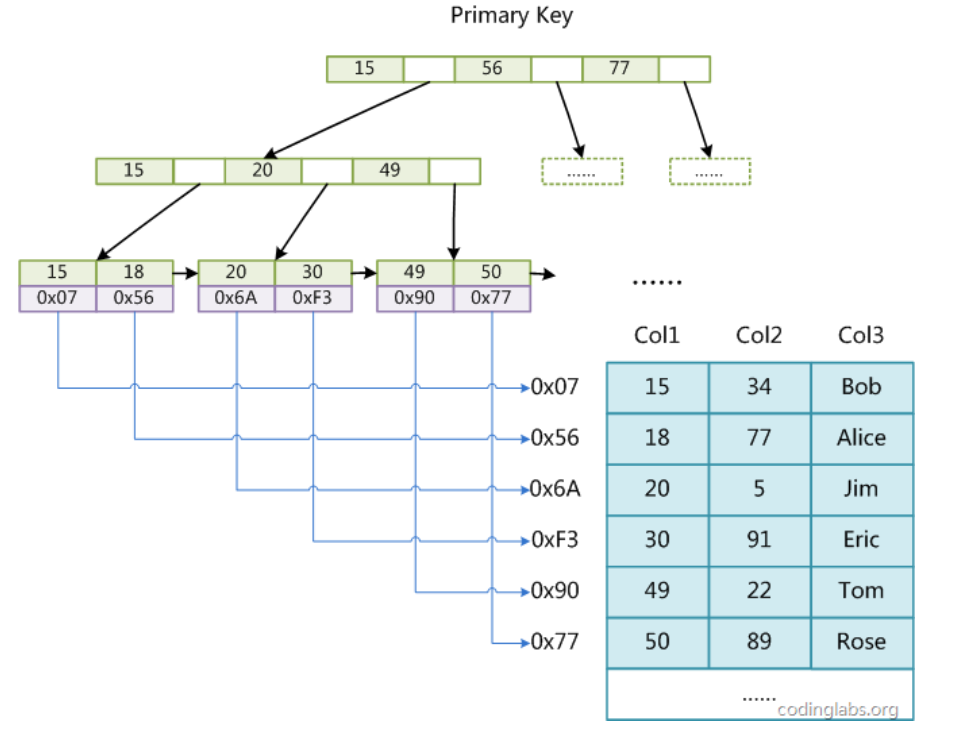 Primary Key
15 56 77
15 20 49 ...... ......
15 18 20 30 49 50
0x07 0x56 0x6A 0xF3 0x90 0x77
......
Col1 Col2 Col3
0x07 15 34 Bob
0x56 18 77 Alice
0x6A 20 5 Jim
0xF3 30 91 Eric
0x90 49 22 Tom
0x77 50 89 Rose
......
codinglabs.org